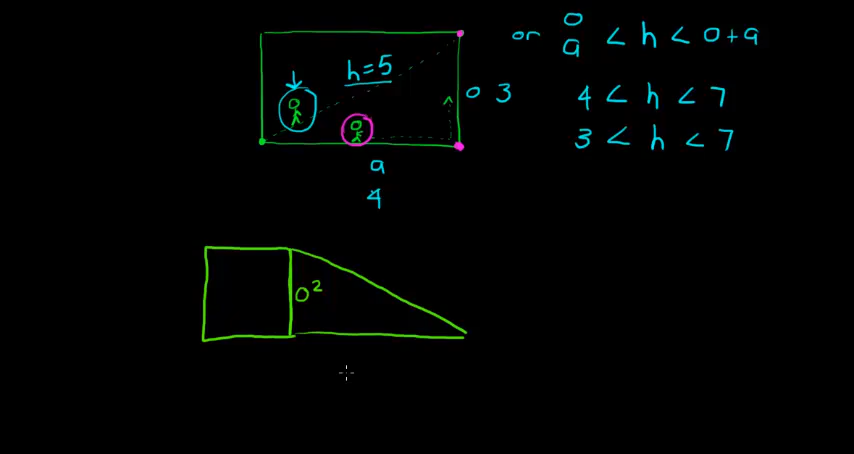 or o/a < h < o+a
h=5
o 3
4 < h < 7
3 < h < 7
a
4
o²